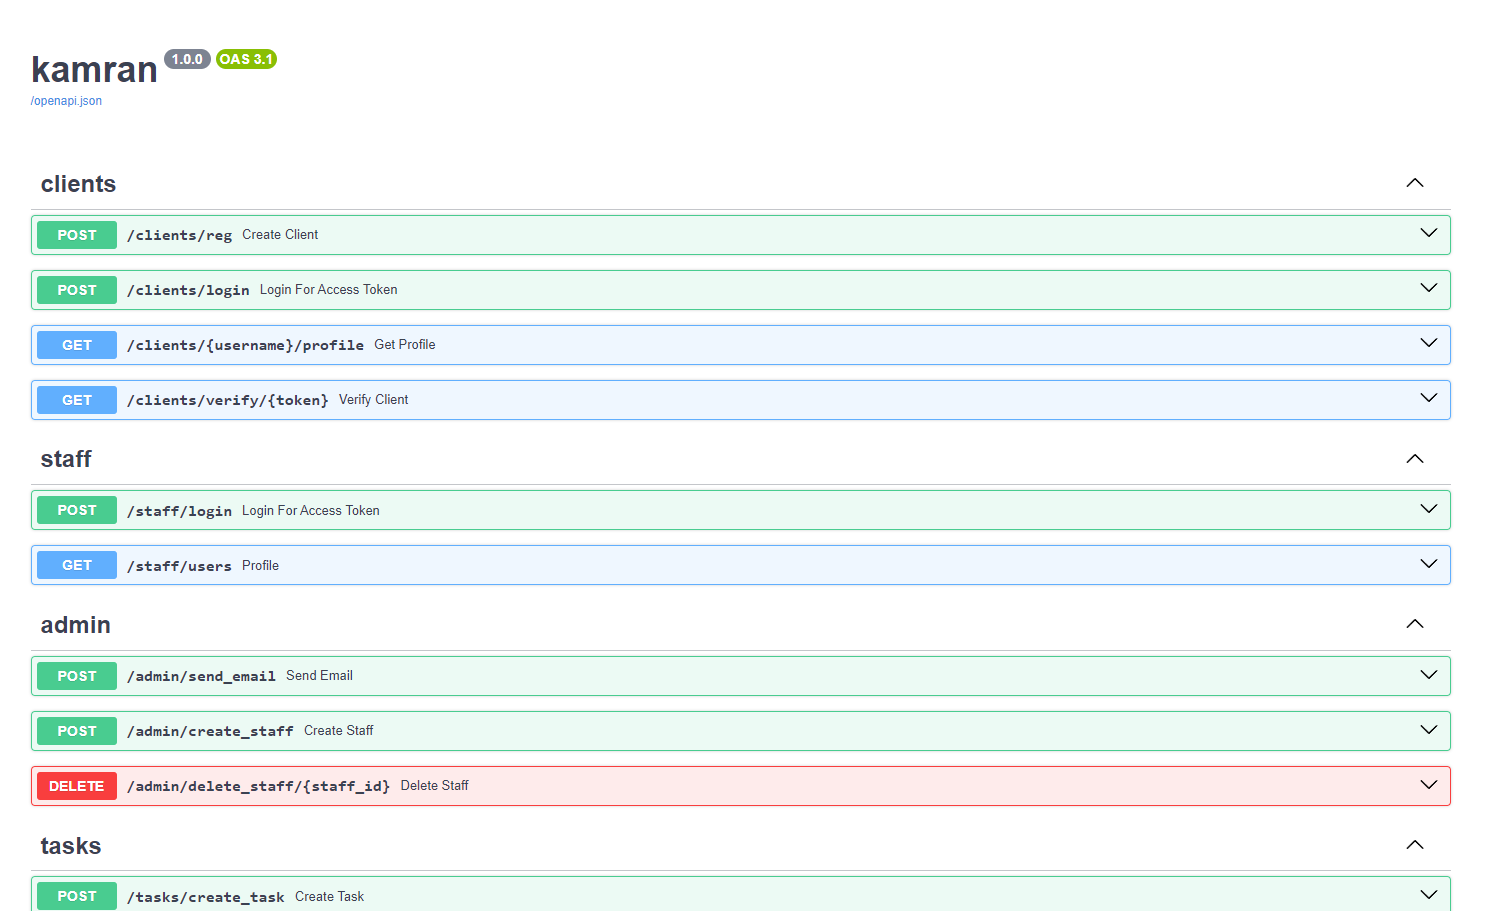 kamran 1.0.0 OAS 3.1
/openapi.json
clients
POST /clients/reg Create Client
POST /clients/login Login For Access Token
GET /clients/{username}/profile Get Profile
GET /clients/verify/{token} Verify Client
staff
POST /staff/login Login For Access Token
GET /staff/users Profile
admin
POST /admin/send_email Send Email
POST /admin/create_staff Create Staff
DELETE /admin/delete_staff/{staff_id} Delete Staff
tasks
POST /tasks/create_task Create Task